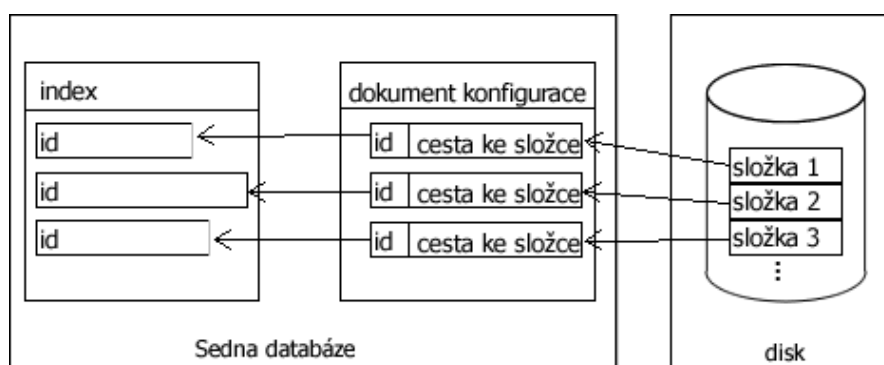 index
id
id
id
dokument konfigurace
id cesta ke složce
id cesta ke složce
id cesta ke složce
Sedna databáze
složka 1
složka 2
složka 3
⋮
disk